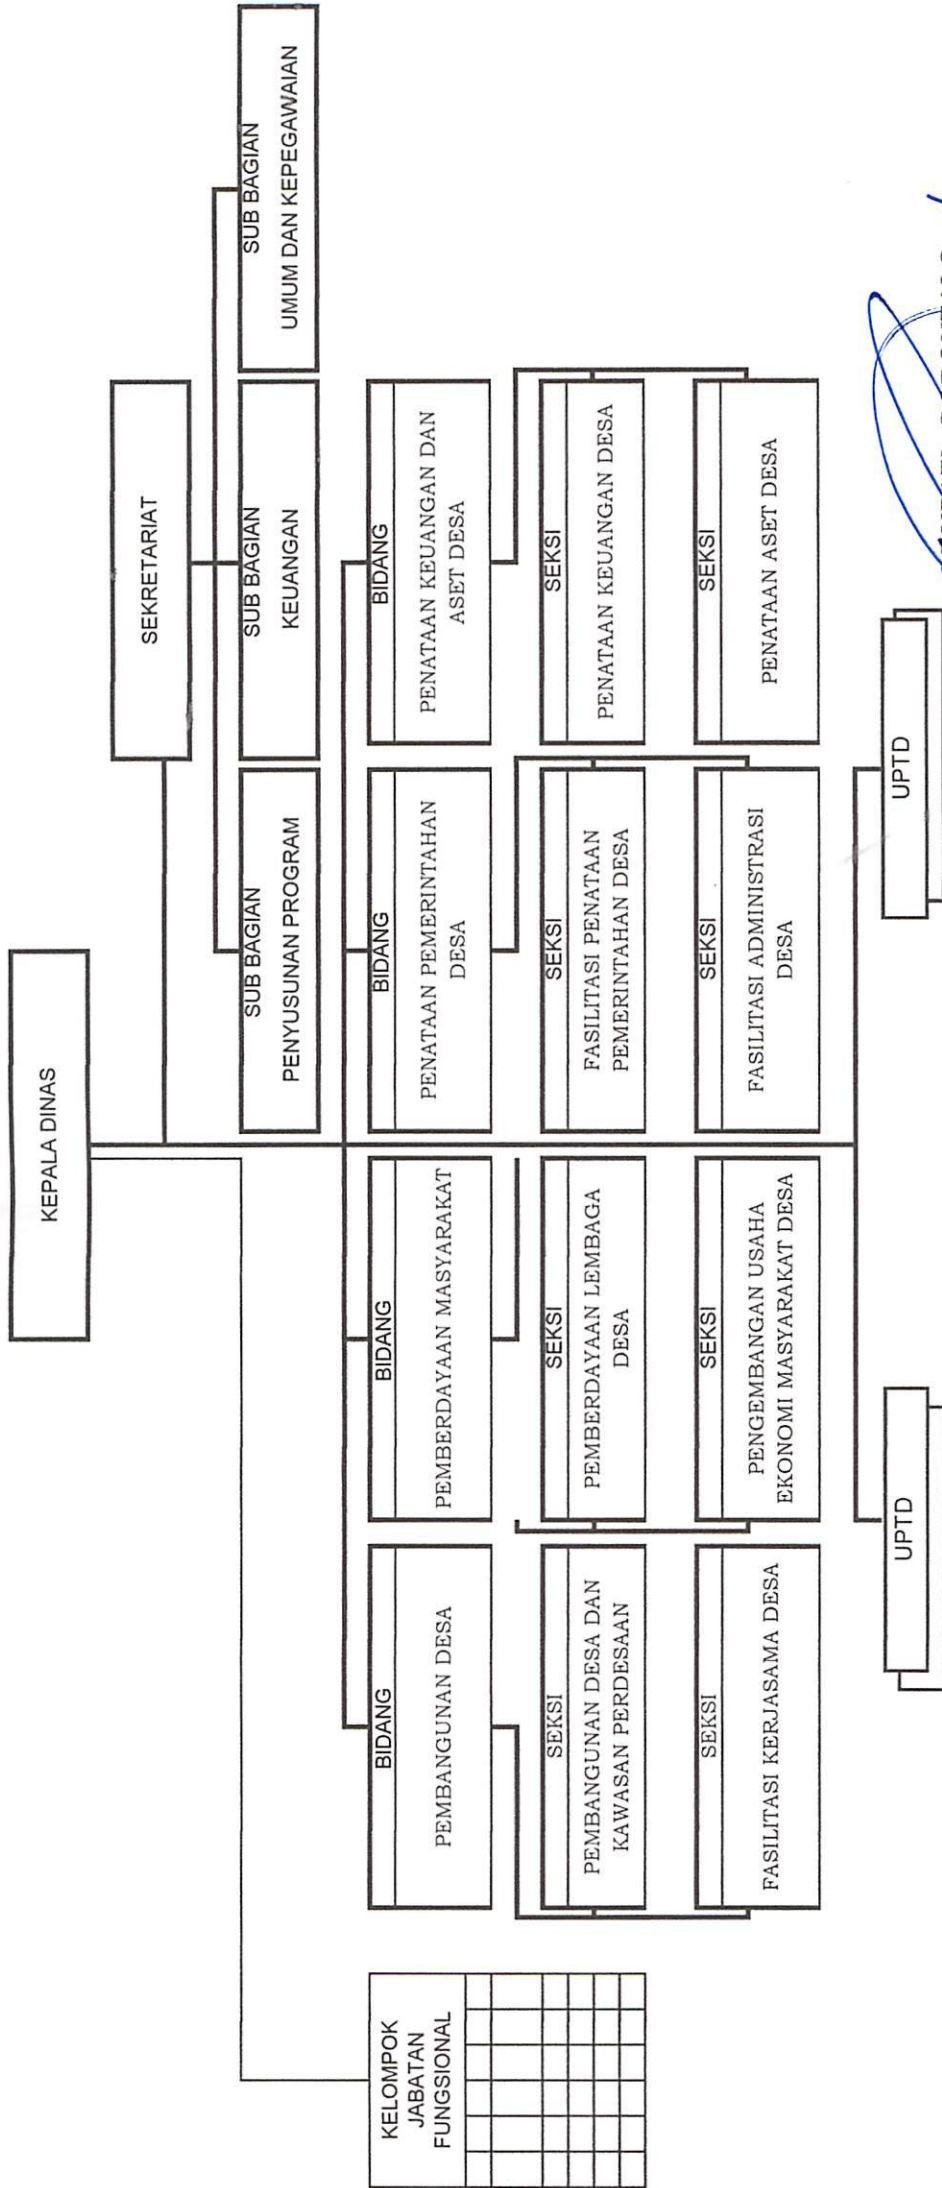 KEPALA DINAS
SEKRETARIAT
SUB BAGIAN
PENYUSUNAN PROGRAM
SUB BAGIAN
KEUANGAN
SUB BAGIAN
UMUM DAN KEPEGAWAIAN
KELOMPOK
JABATAN
FUNGSIONAL
BIDANG
PEMBANGUNAN DESA
BIDANG
PEMBERDAYAAN MASYARAKAT
BIDANG
PENATAAN PEMERINTAHAN
DESA
BIDANG
PENATAAN KEUANGAN DAN
ASET DESA
SEKSI
PEMBANGUNAN DESA DAN
KAWASAN PERDESAAN
SEKSI
PEMBERDAYAAN LEMBAGA
DESA
SEKSI
FASILITASI PENATAAN
PEMERINTAHAN DESA
SEKSI
PENATAAN KEUANGAN DESA
SEKSI
FASILITASI KERJASAMA DESA
SEKSI
PENGEMBANGAN USAHA
EKONOMI MASYARAKAT DESA
SEKSI
FASILITASI ADMINISTRASI
DESA
SEKSI
PENATAAN ASET DESA
UPTD
UPTD